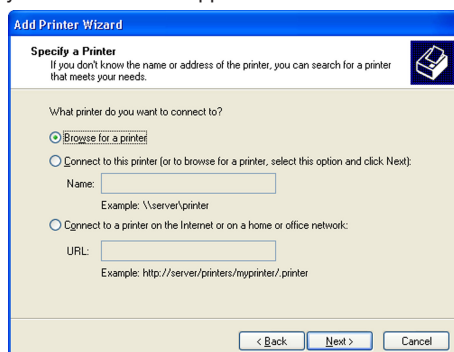 Add Printer Wizard
Specify a Printer
If you don't know the name or address of the printer, you can search for a printer
that meets your needs.
What printer do you want to connect to?
Browse for a printer
Connect to this printer (or to browse for a printer, select this option and click Next):
Name:
Example: \\server\printer
Connect to a printer on the Internet or on a home or office network:
URL:
Example: http://server/printers/myprinter/.printer
< Back Next > Cancel